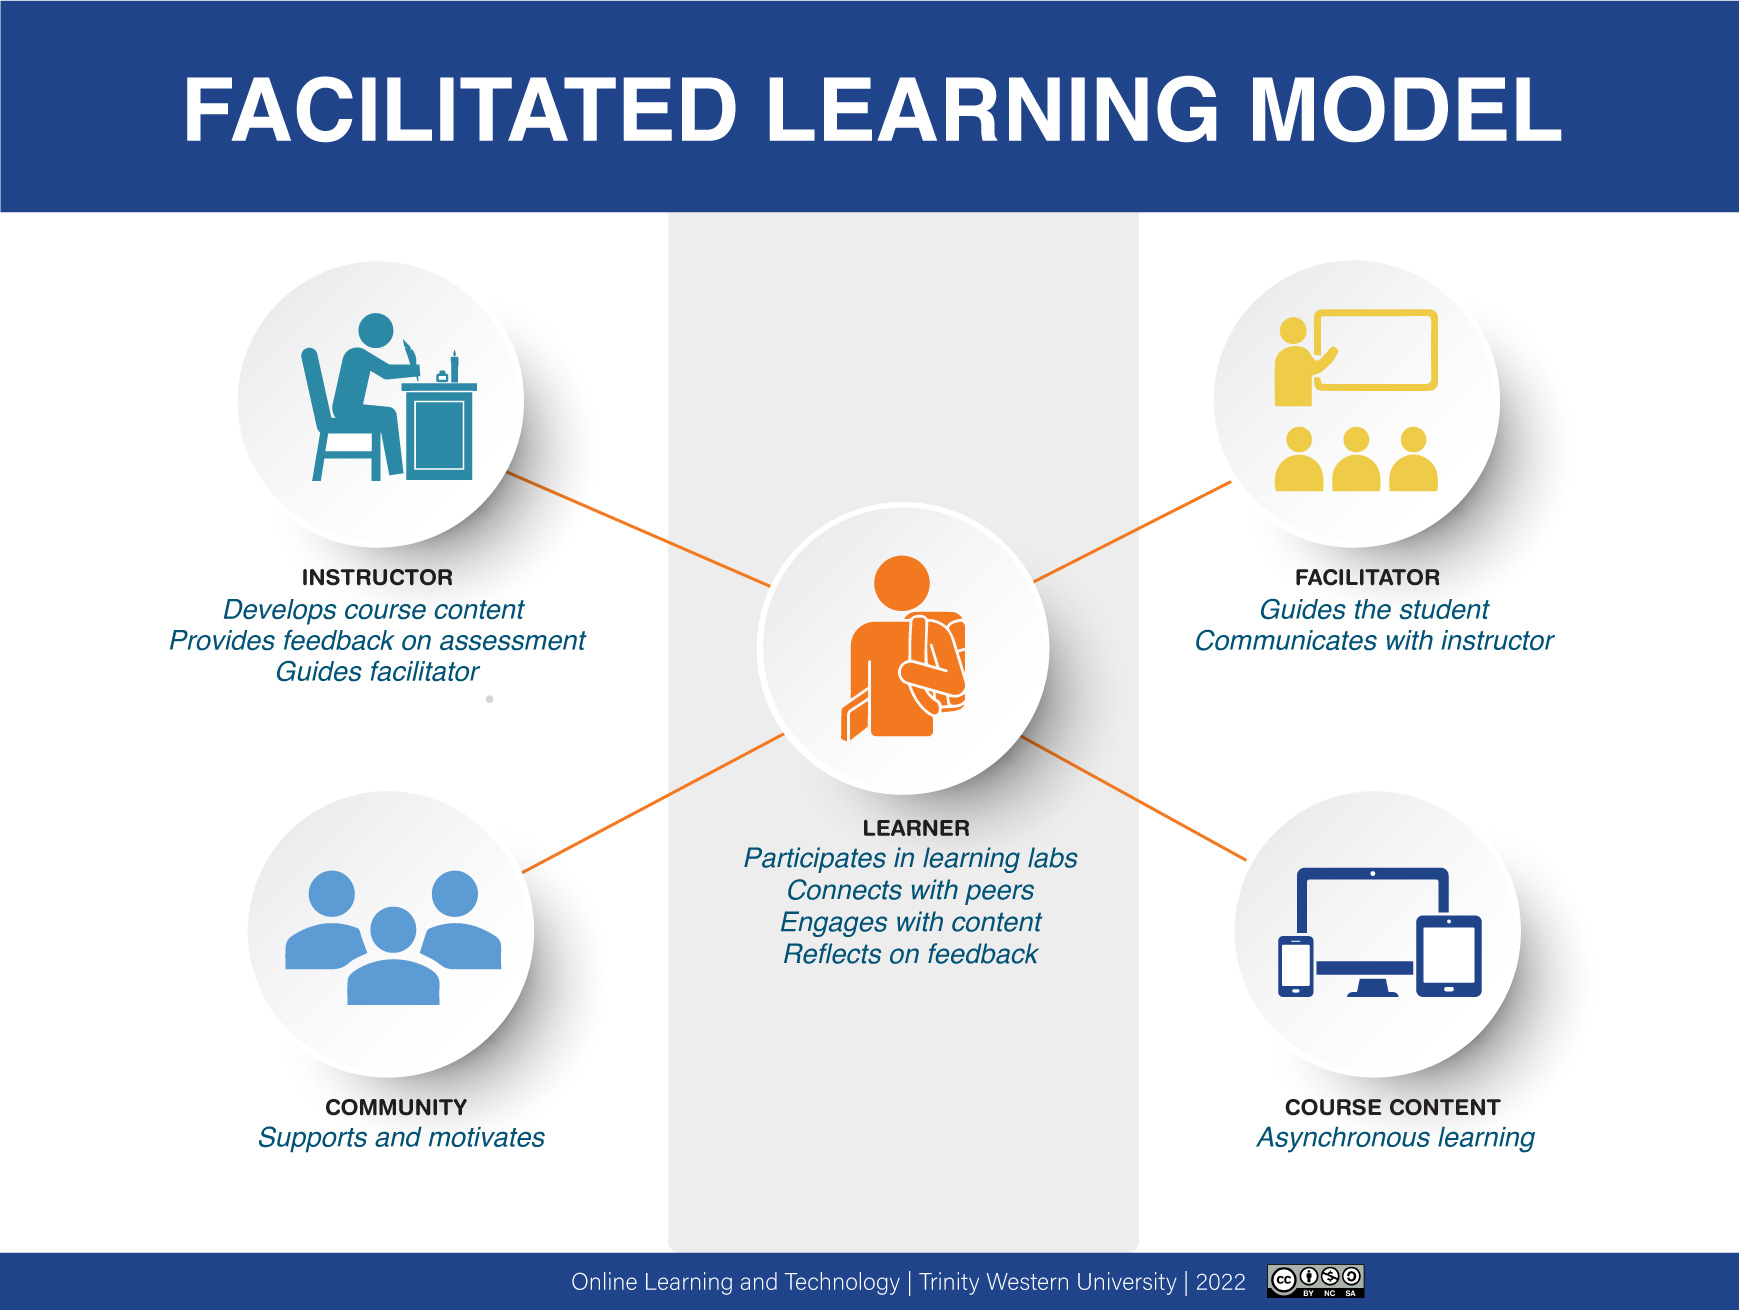 FACILITATED LEARNING MODEL
INSTRUCTOR
Develops course content
Provides feedback on assessment
Guides facilitator
FACILITATOR
Guides the student
Communicates with instructor
LEARNER
Participates in learning labs
Connects with peers
Engages with content
Reflects on feedback
COMMUNITY
Supports and motivates
COURSE CONTENT
Asynchronous learning
Online Learning and Technology | Trinity Western University | 2022
cc
BY NC SA